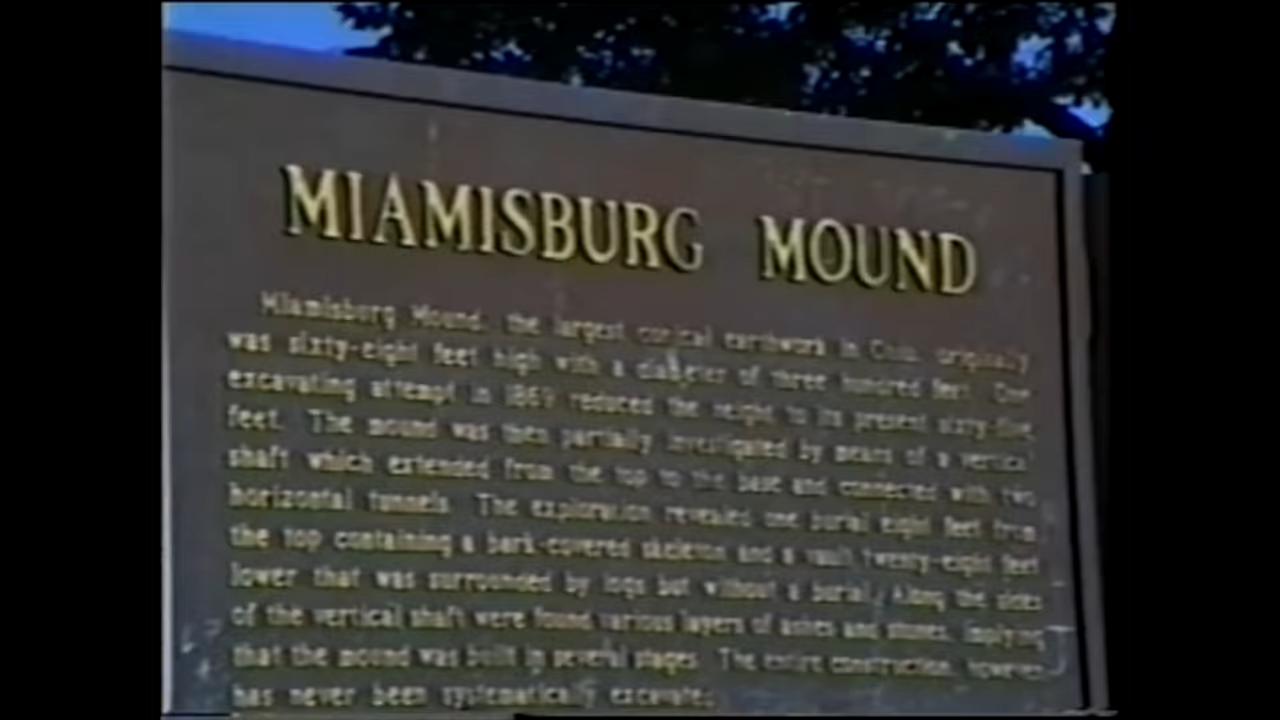 MIAMISBURG MOUND
Miamisburg Mound, the largest conical earthwork in Ohio, originally
was sixty-eight feet high with a diameter of three hundred feet. One
excavating attempt in 1869 reduced the height to its present sixty-five
feet. The mound was then partially investigated by means of a vertical
shaft which extended from the top to the base and connected with two
horizontal tunnels. The exploration revealed one burial eight feet from
the top containing a bark-covered skeleton and a vault twenty-eight feet
lower that was surrounded by logs but without a burial. Along the sides
of the vertical shaft were found various layers of ashes and stones, implying
that the mound was built in several stages. The entire construction, however
has never been systematically excavated.